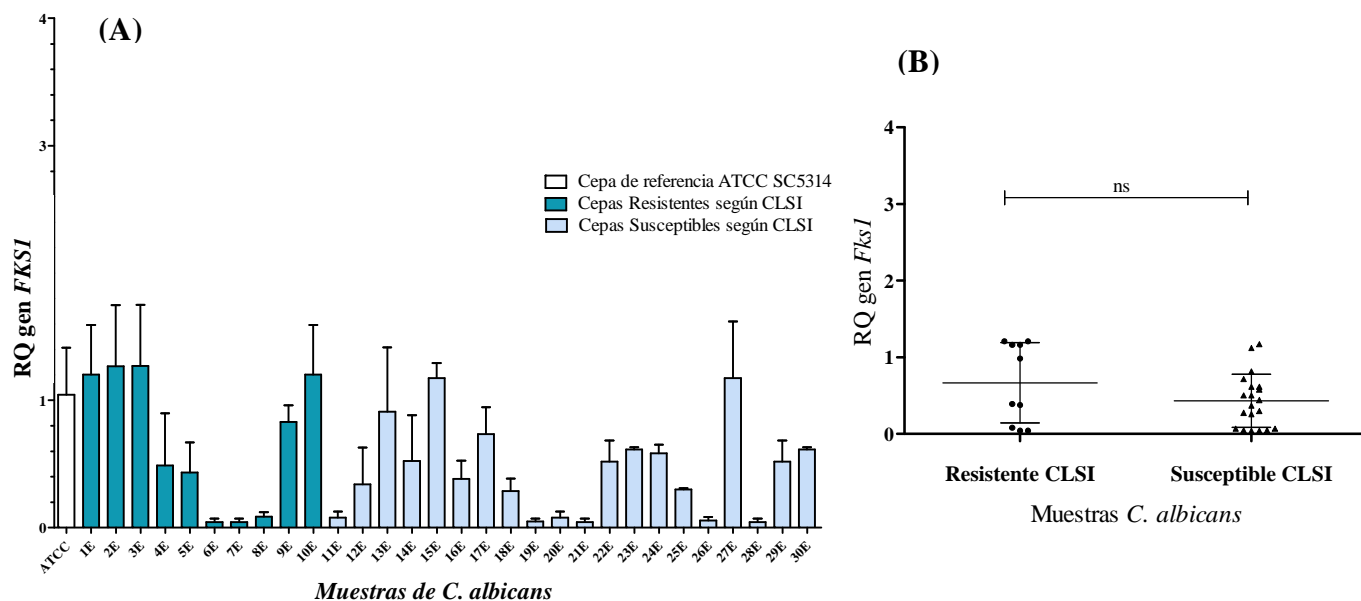 (A)
4
3
1
0
RQ gen FKS1
Cepa de referencia ATCC SC5314
Cepas Resistentes según CLSI
Cepas Susceptibles según CLSI
ATCC 1E 2E 3E 4E 5E 6E 7E 8E 9E 10E 11E 12E 13E 14E 15E 16E 17E 18E 19E 20E 21E 22E 23E 24E 25E 26E 27E 28E 29E 30E
Muestras de C. albicans
(B)
4
3
2
1
0
RQ gen Fks1
ns
Resistente CLSI Susceptible CLSI
Muestras C. albicans